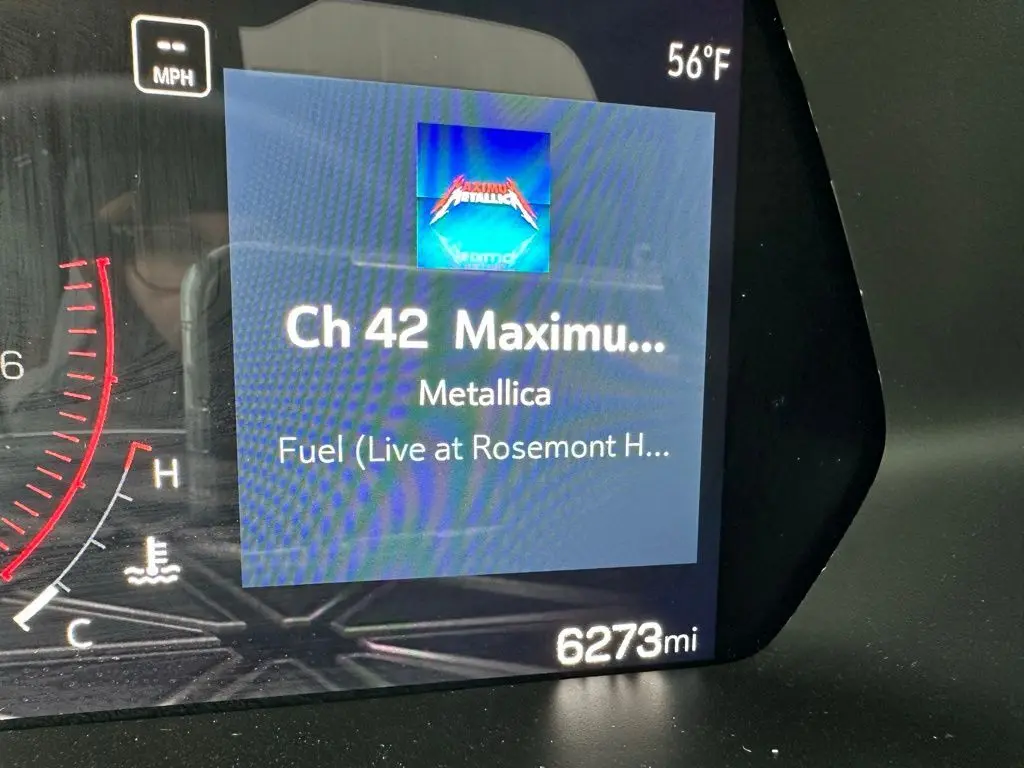 --
MPH
56°F
MAXIMUM
METALLICA
Ch 42 Maximu...
Metallica
Fuel (Live at Rosemont H...
6
H
C
6273mi